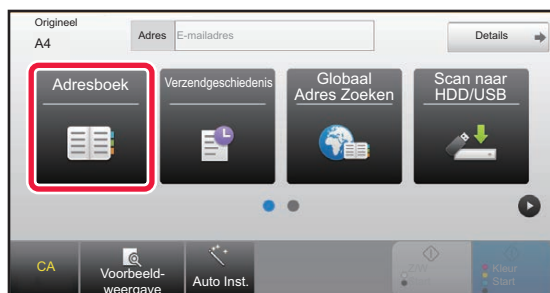 Origineel
A4
Adres
E-mailadres
Details
Adresboek
Verzendgeschiedenis
Globaal
Adres Zoeken
Scan naar
HDD/USB
CA
Voorbeeld-
weergave
Auto Inst.
Z/W
Start
Kleur
Start